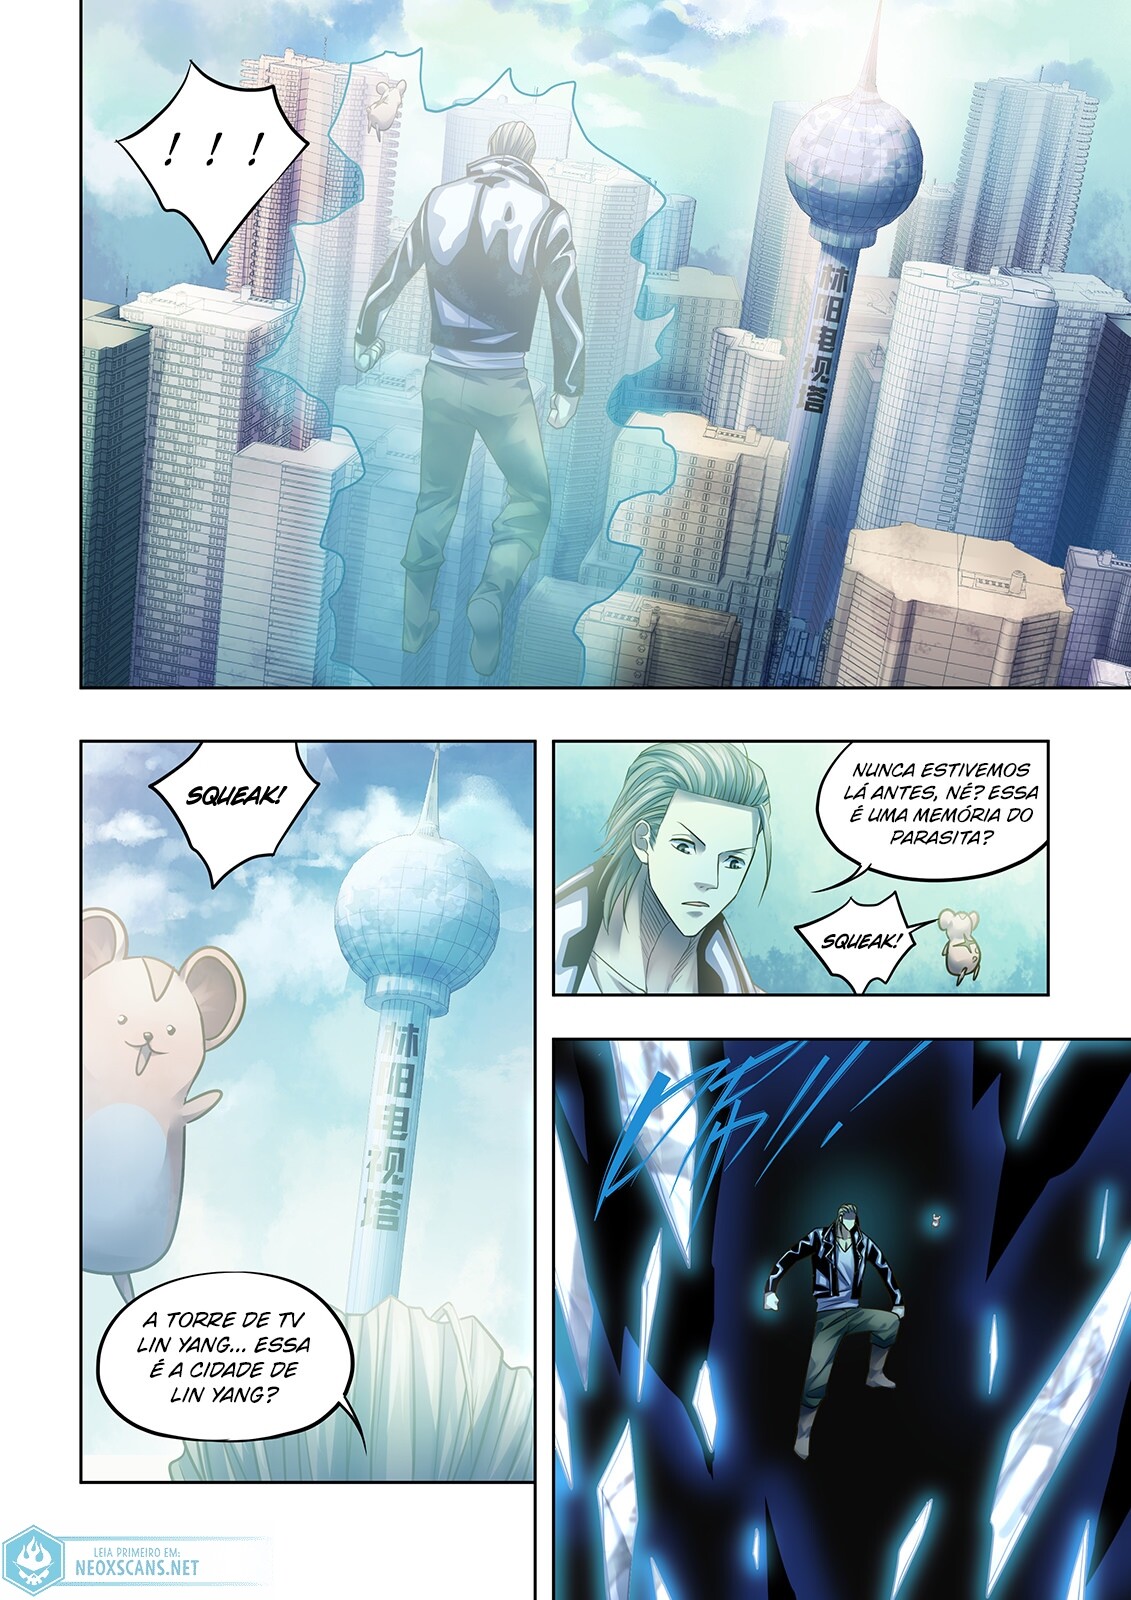 ！！！
林阳电视塔
SQUEAK!
林阳电视塔
A TORRE DE TV
LIN YANG... ESSA
É A CIDADE DE
LIN YANG?
NUNCA ESTIVEMOS
LÁ ANTES, NÉ? ESSA
É UMA MEMÓRIA DO
PARASITA?
SQUEAK!
LEIA PRIMEIRO EM:
NEOXSCANS.NET